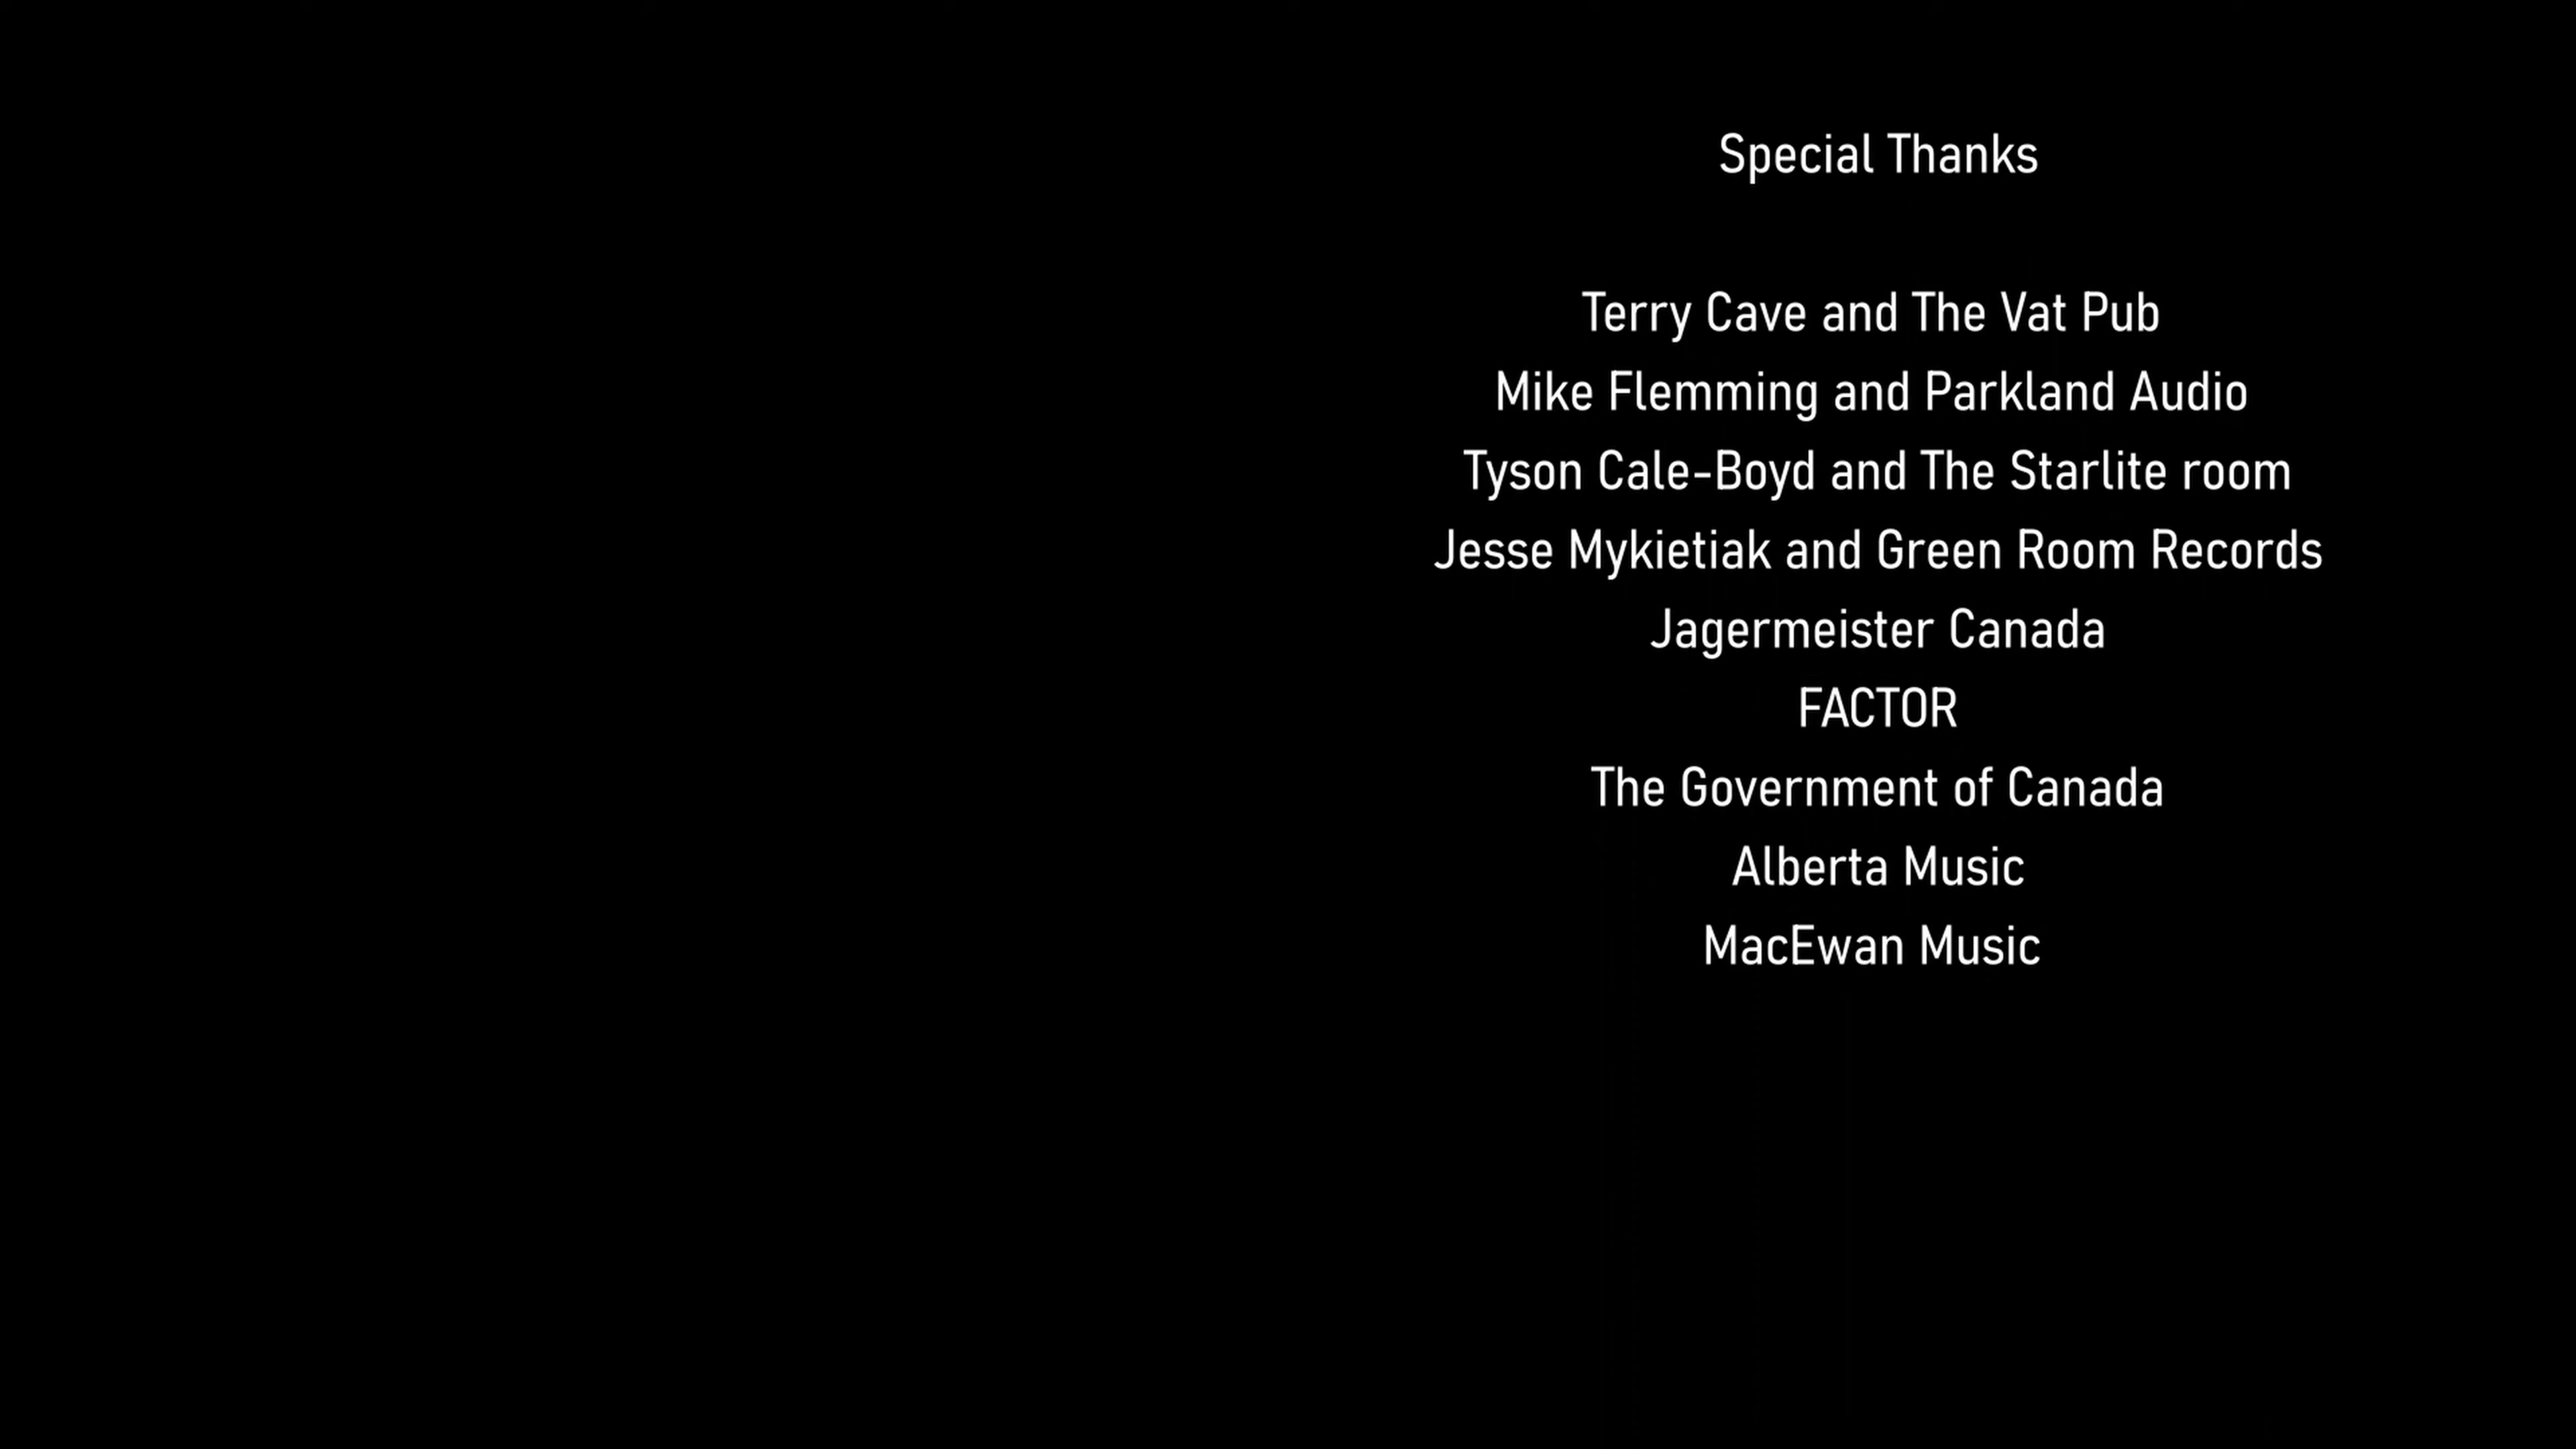 Special Thanks
Terry Cave and The Vat Pub
Mike Flemming and Parkland Audio
Tyson Cale-Boyd and The Starlite room
Jesse Mykietiak and Green Room Records
Jagermeister Canada
FACTOR
The Government of Canada
Alberta Music
MacEwan Music